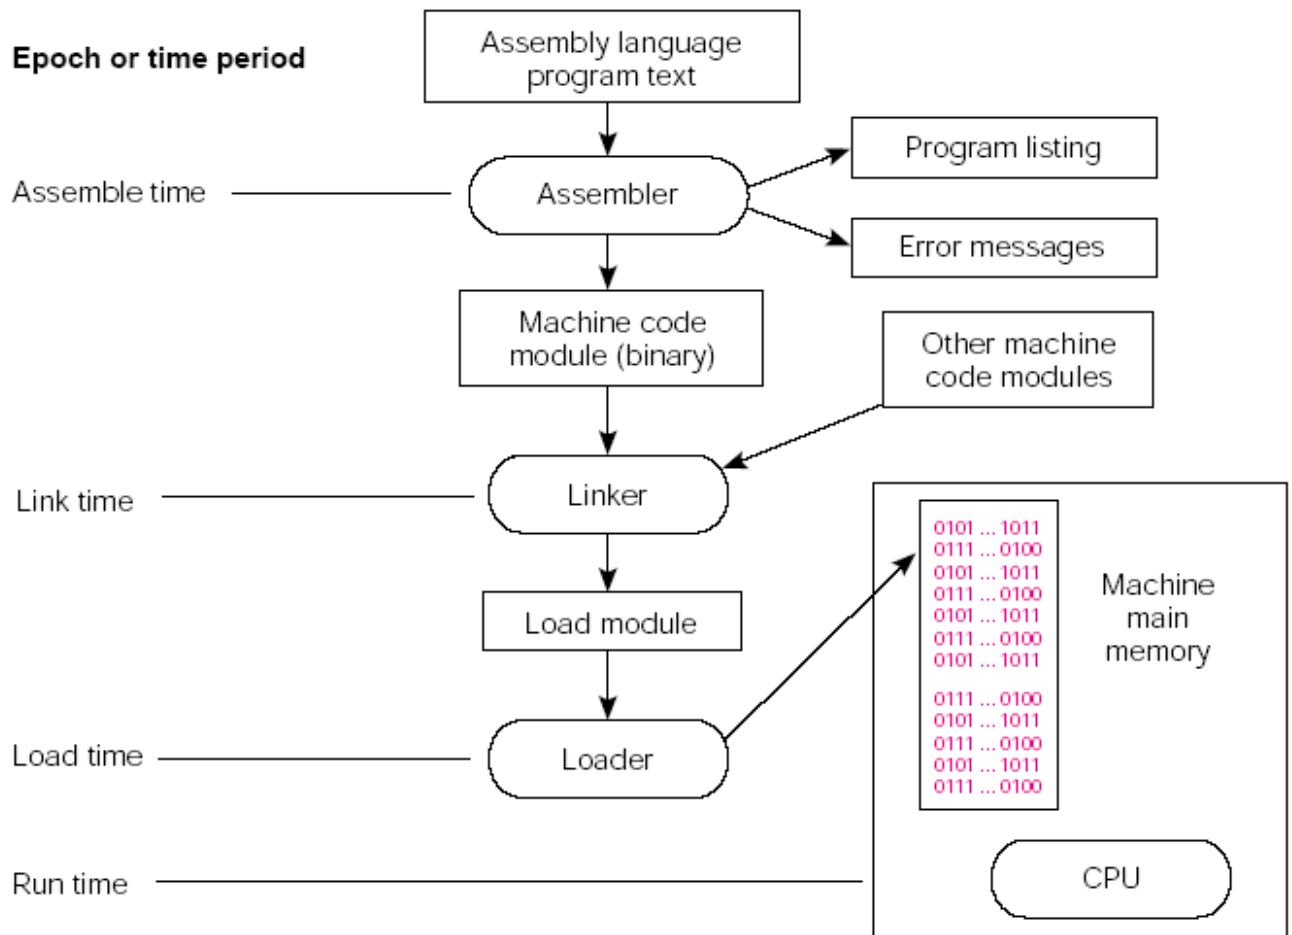 Epoch or time period
Assembly language
program text
Program listing
Assemble time
Assembler
Error messages
Machine code
module (binary)
Other machine
code modules
Link time
Linker
0101 ... 1011
0111 ... 0100
0101 ... 1011
0111 ... 0100
0101 ... 1011
0111 ... 0100
0101 ... 1011
0111 ... 0100
0101 ... 1011
0111 ... 0100
0101 ... 1011
0111 ... 0100
Machine
main
memory
Load module
Load time
Loader
Run time
CPU